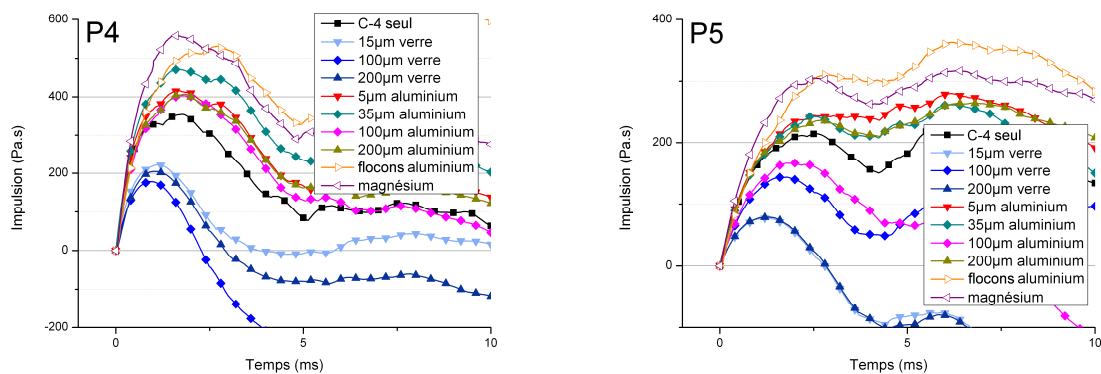 P4
600
400
200
0
-200
Impulsion (Pa.s)
0
5
10
Temps (ms)
C-4 seul
15µm verre
100µm verre
200µm verre
5µm aluminium
35µm aluminium
100µm aluminium
200µm aluminium
flocons aluminium
magnésium
P5
400
200
0
Impulsion (Pa.s)
0
5
10
Temps (ms)
C-4 seul
15µm verre
100µm verre
200µm verre
5µm aluminium
35µm aluminium
100µm aluminium
200µm aluminium
flocons aluminium
magnésium